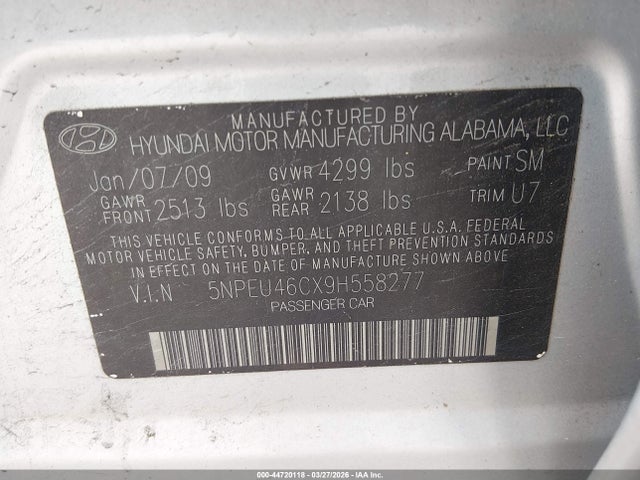 MANUFACTURED BY
HYUNDAI MOTOR MANUFACTURING ALABAMA, LLC
Jan/07/09 GVWR 4299 lbs PAINT SM
GAWR FRONT 2513 lbs GAWR REAR 2138 lbs TRIM U7
THIS VEHICLE CONFORMS TO ALL APPLICABLE U.S.A. FEDERAL
MOTOR VEHICLE SAFETY, BUMPER, AND THEFT PREVENTION STANDARDS
IN EFFECT ON THE DATE OF MANUFACTURE SHOWN ABOVE
V.I.N 5NPEU46CX9H558277
PASSENGER CAR
000-44720118 - 03/27/2026 - IAAI.COM